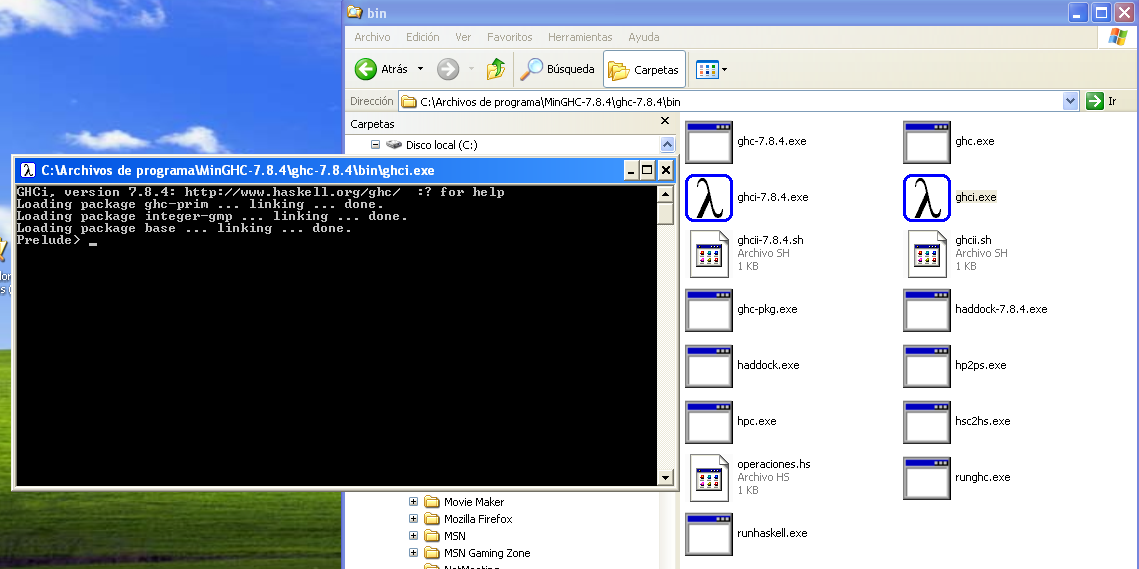 bin
Archivo Edición Ver Favoritos Herramientas Ayuda
Atrás Búsqueda Carpetas
Dirección C:\Archivos de programa\MinGHC-7.8.4\ghc-7.8.4\bin Ir
Carpetas
Disco local (C:)
C:\Archivos de programa\MinGHC-7.8.4\ghc-7.8.4\bin\ghci.exe
GHCi, version 7.8.4: http://www.haskell.org/ghc/  :? for help
Loading package ghc-prim ... linking ... done.
Loading package integer-gmp ... linking ... done.
Loading package base ... linking ... done.
Prelude> _
Movie Maker
Mozilla Firefox
MSN
MSN Gaming Zone
NetMeeting
ghc-7.8.4.exe
ghc.exe
ghci-7.8.4.exe
ghci.exe
ghcii-7.8.4.sh
Archivo SH
1 KB
ghcii.sh
Archivo SH
1 KB
ghc-pkg.exe
haddock-7.8.4.exe
haddock.exe
hp2ps.exe
hpc.exe
hsc2hs.exe
operaciones.hs
Archivo HS
1 KB
runghc.exe
runhaskell.exe